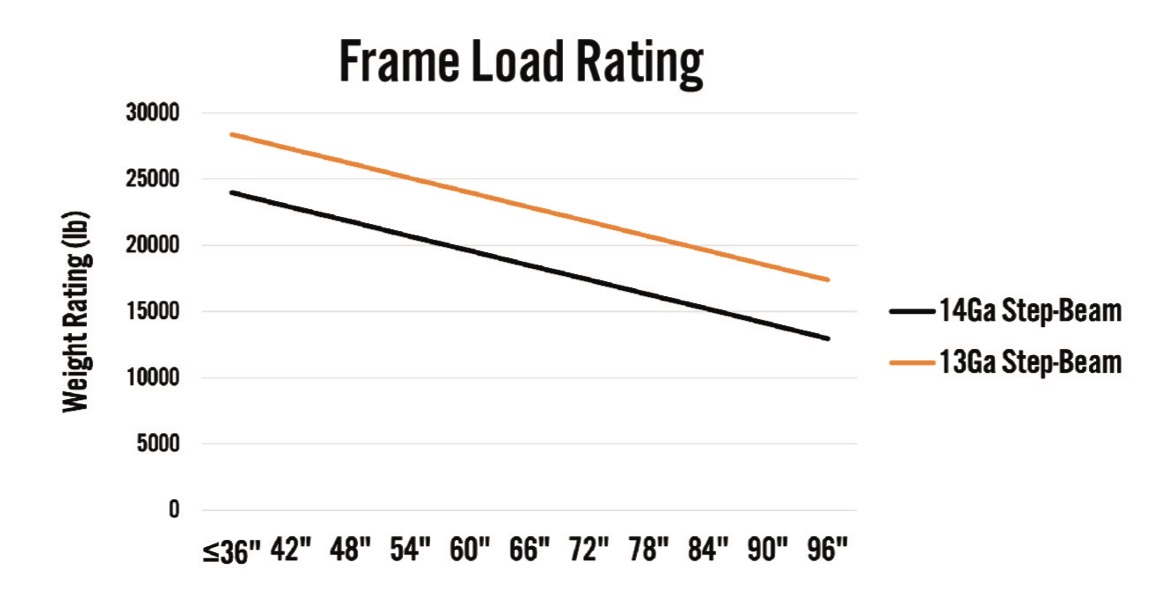 Frame Load Rating
Weight Rating (lb)
30000
25000
20000
15000
10000
5000
0
≤36" 42" 48" 54" 60" 66" 72" 78" 84" 90" 96"
14Ga Step-Beam
13Ga Step-Beam